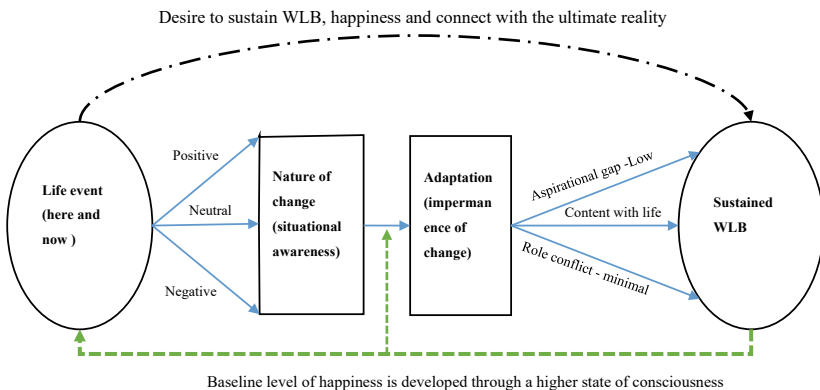 Desire to sustain WLB, happiness and connect with the ultimate reality
Life event
(here and
now )
Positive
Neutral
Negative
Nature of
change
(situational
awareness)
Adaptation
(imperman
ence of
change)
Aspirational gap -Low
Content with life
Role conflict - minimal
Sustained
WLB
Baseline level of happiness is developed through a higher state of consciousness